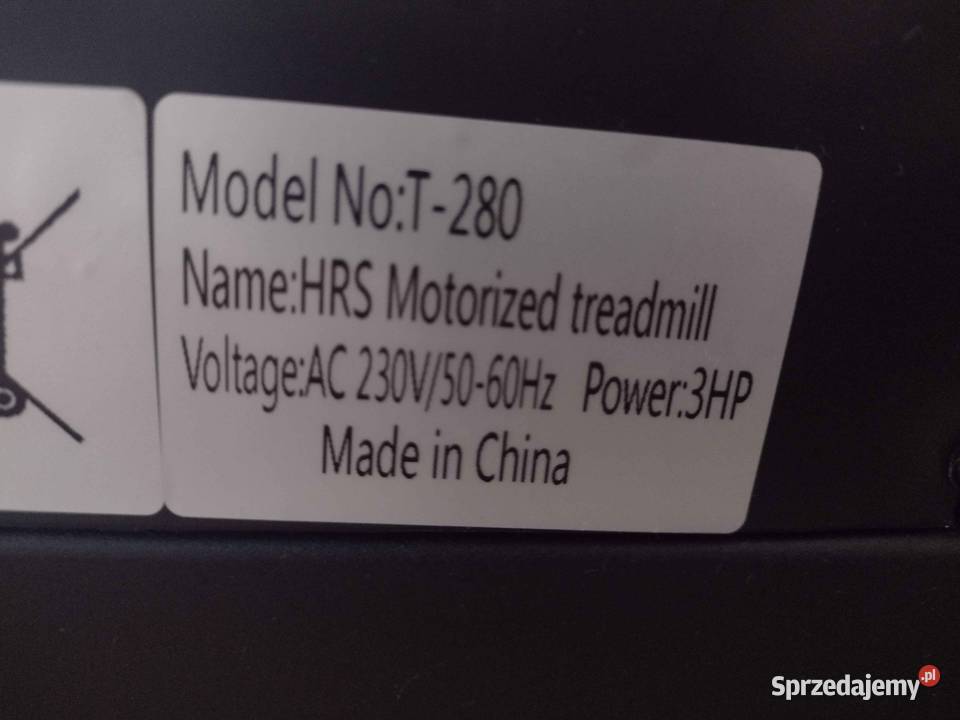 Model No:T-280
Name:HRS Motorized treadmill
Voltage:AC 230V/50-60Hz Power:3HP
Made in China
Sprzedajemy.pl